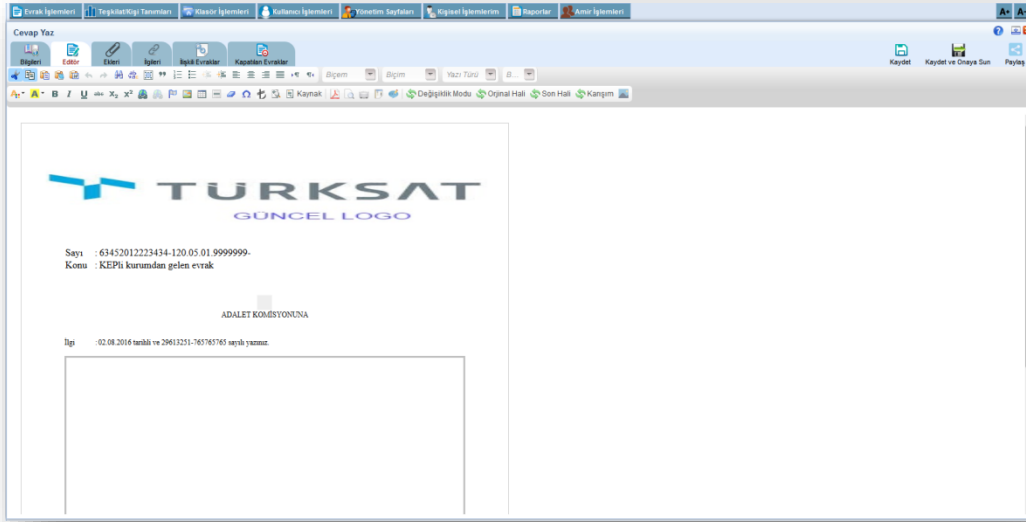 Evrak İşlemleri Teşkilat/Kişi Tanımları Klasör İşlemleri Kullanıcı İşlemleri Yönetim Sayfaları Kişisel İşlemlerim Raporlar Amir İşlemleri A+ A-
Cevap Yaz
Bilgileri Editör Ekleri İlgileri İlişkili Evraklar Kapatılan Evraklar Kaydet Kaydet ve Onaya Sun Paylaş
Biçem Biçim Yazı Türü B...
B I U abc X₂ X² Kaynak Değişiklik Modu Orjinal Hali Son Hali Karışım
TÜRKSAT
GÜNCEL LOGO
Sayı : 63452012223434-120.05.01.9999999-
Konu : KEPli kurumdan gelen evrak
ADALET KOMİSYONUNA
İlgi : 02.08.2016 tarihli ve 29613251-765765765 sayılı yazınız.